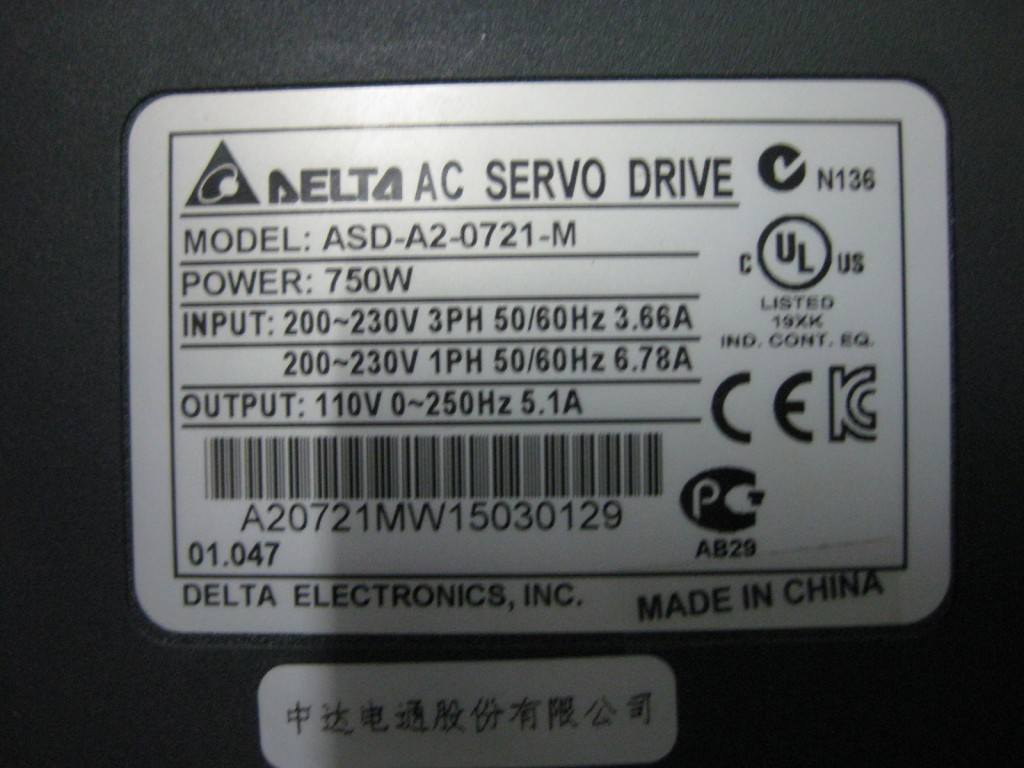 DELTA AC SERVO DRIVE
N136
MODEL: ASD-A2-0721-M
POWER: 750W
INPUT: 200~230V 3PH 50/60Hz 3.66A
200~230V 1PH 50/60Hz 6.78A
OUTPUT: 110V 0~250Hz 5.1A
C UL US
LISTED
19XK
IND. CONT. EQ.
CE KC
A20721MW15030129
01.047
PC
AB29
DELTA ELECTRONICS, INC.
MADE IN CHINA
中达电通股份有限公司